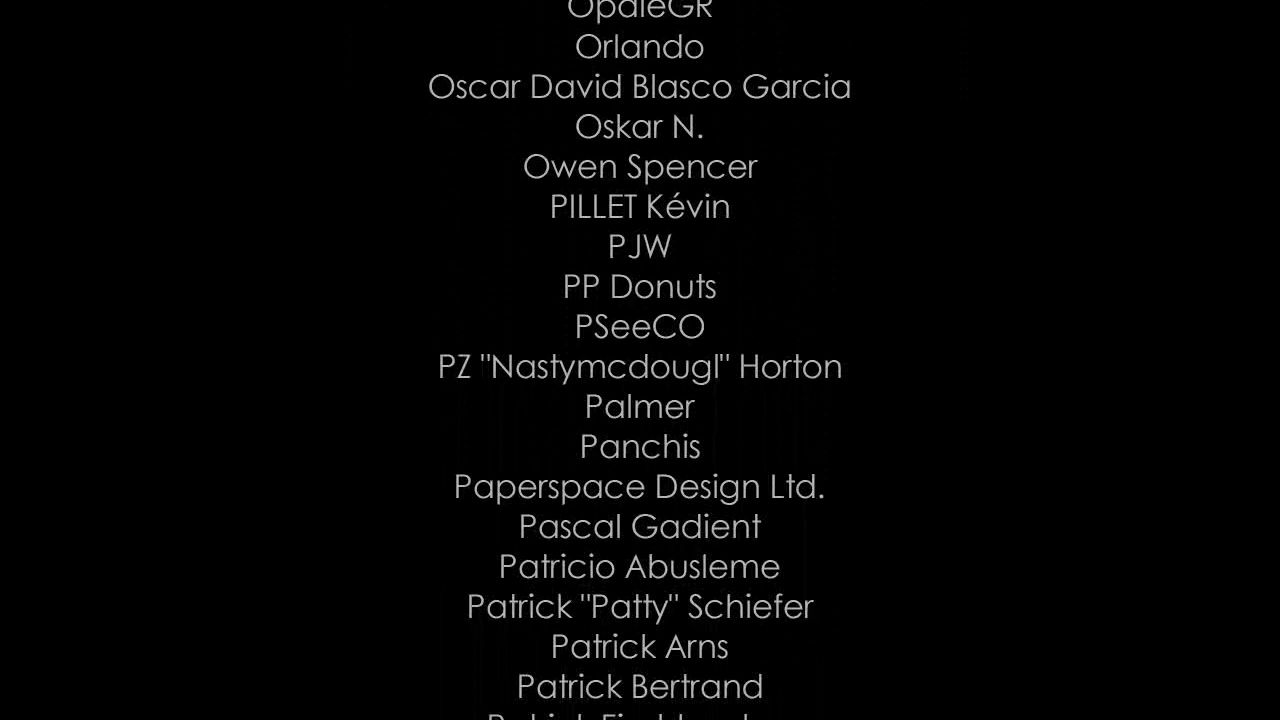 OpaleGR
Orlando
Oscar David Blasco Garcia
Oskar N.
Owen Spencer
PILLET Kévin
PJW
PP Donuts
PSeeCO
PZ "Nastymcdougl" Horton
Palmer
Panchis
Paperspace Design Ltd.
Pascal Gadient
Patricio Abusleme
Patrick "Patty" Schiefer
Patrick Arns
Patrick Bertrand
Patrick